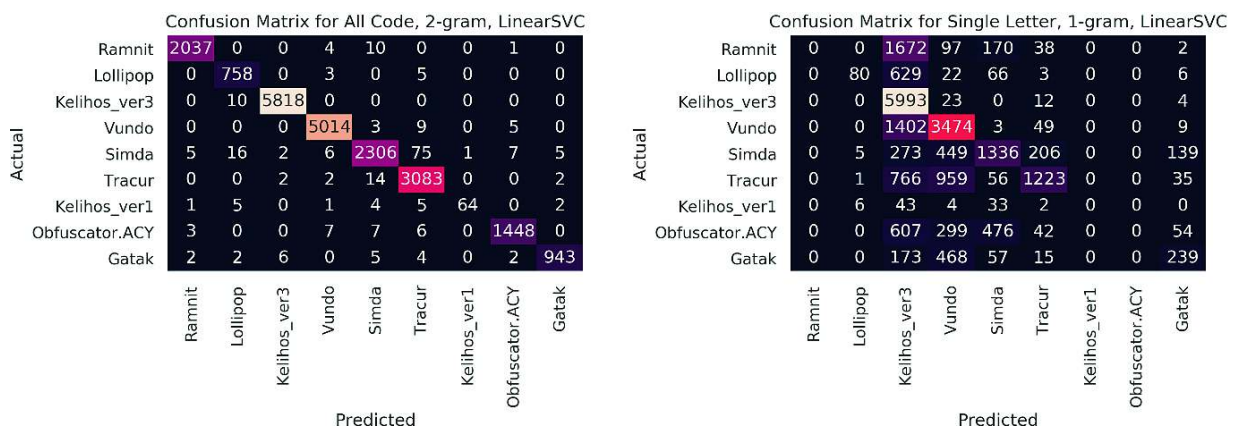 Confusion Matrix for All Code, 2-gram, LinearSVC
Ramnit 2037 0 0 4 10 0 0 1 0
Lollipop 0 758 0 3 0 5 0 0 0
Kelihos_ver3 0 10 5818 0 0 0 0 0 0
Vundo 0 0 0 5014 3 9 0 5 0
Simda 5 16 2 6 2306 75 1 7 5
Tracur 0 0 2 2 14 3083 0 0 2
Kelihos_ver1 1 5 0 1 4 5 64 0 2
Obfuscator.ACY 3 0 0 7 7 6 0 1448 0
Gatak 2 2 6 0 5 4 0 2 943
Actual
Ramnit Lollipop Kelihos_ver3 Vundo Simda Tracur Kelihos_ver1 Obfuscator.ACY Gatak
Predicted
Confusion Matrix for Single Letter, 1-gram, LinearSVC
Ramnit 0 0 1672 97 170 38 0 0 2
Lollipop 0 80 629 22 66 3 0 0 6
Kelihos_ver3 0 0 5993 23 0 12 0 0 4
Vundo 0 0 1402 3474 3 49 0 0 9
Simda 0 5 273 449 1336 206 0 0 139
Tracur 0 1 766 959 56 1223 0 0 35
Kelihos_ver1 0 6 43 4 33 2 0 0 0
Obfuscator.ACY 0 0 607 299 476 42 0 0 54
Gatak 0 0 173 468 57 15 0 0 239
Actual
Ramnit Lollipop Kelihos_ver3 Vundo Simda Tracur Kelihos_ver1 Obfuscator.ACY Gatak
Predicted